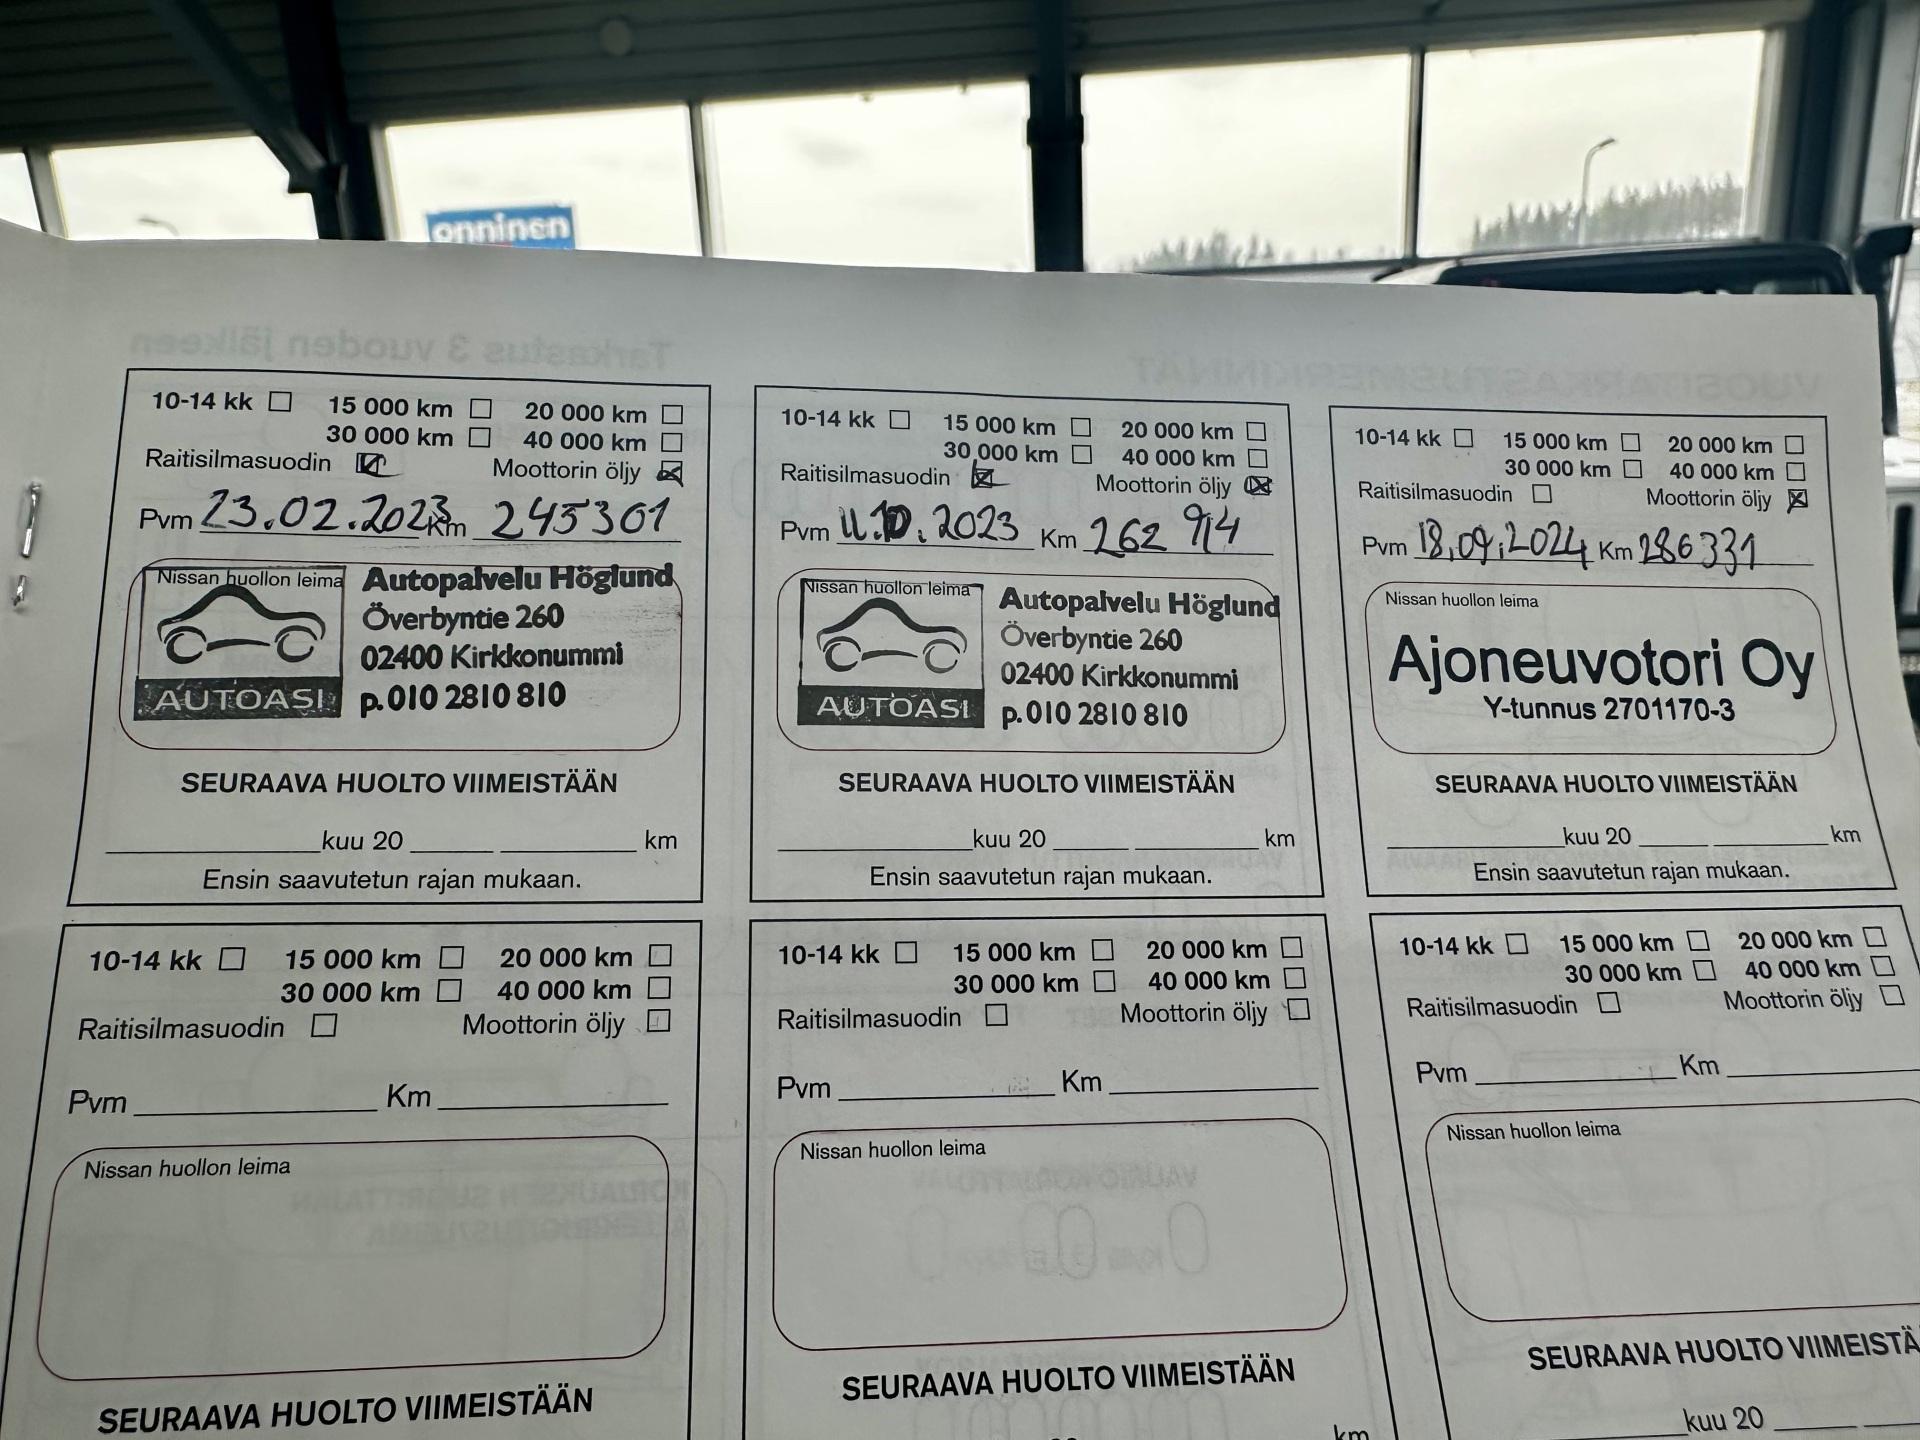 onninen
Tarkastus 3 vuoden jälkeen
VUOSITARKASTUSMERKINNÄT
10-14 kk 15 000 km 20 000 km
30 000 km 40 000 km
Raitisilmasuodin Moottorin öljy
Pvm 23.02.2023 Km 245301
Nissan huollon leima
Autopalvelu Höglund
Överbyntie 260
02400 Kirkkonummi
p.010 2810 810
AUTOASI
SEURAAVA HUOLTO VIIMEISTÄÄN
kuu 20 km
Ensin saavutetun rajan mukaan.
10-14 kk 15 000 km 20 000 km
30 000 km 40 000 km
Raitisilmasuodin Moottorin öljy
Pvm 11.10.2023 Km 262 914
Nissan huollon leima
Autopalvelu Höglund
Överbyntie 260
02400 Kirkkonummi
p.010 2810 810
AUTOASI
SEURAAVA HUOLTO VIIMEISTÄÄN
kuu 20 km
Ensin saavutetun rajan mukaan.
10-14 kk 15 000 km 20 000 km
30 000 km 40 000 km
Raitisilmasuodin Moottorin öljy
Pvm 18.09.2024 Km 286331
Nissan huollon leima
Ajoneuvotori Oy
Y-tunnus 2701170-3
SEURAAVA HUOLTO VIIMEISTÄÄN
kuu 20 km
Ensin saavutetun rajan mukaan.
10-14 kk 15 000 km 20 000 km
30 000 km 40 000 km
Raitisilmasuodin Moottorin öljy
Pvm Km
Nissan huollon leima
SEURAAVA HUOLTO VIIMEISTÄÄN
10-14 kk 15 000 km 20 000 km
30 000 km 40 000 km
Raitisilmasuodin Moottorin öljy
Pvm Km
Nissan huollon leima
SEURAAVA HUOLTO VIIMEISTÄÄN
km
10-14 kk 15 000 km 20 000 km
30 000 km 40 000 km
Raitisilmasuodin Moottorin öljy
Pvm Km
Nissan huollon leima
SEURAAVA HUOLTO VIIMEISTÄ
kuu 20